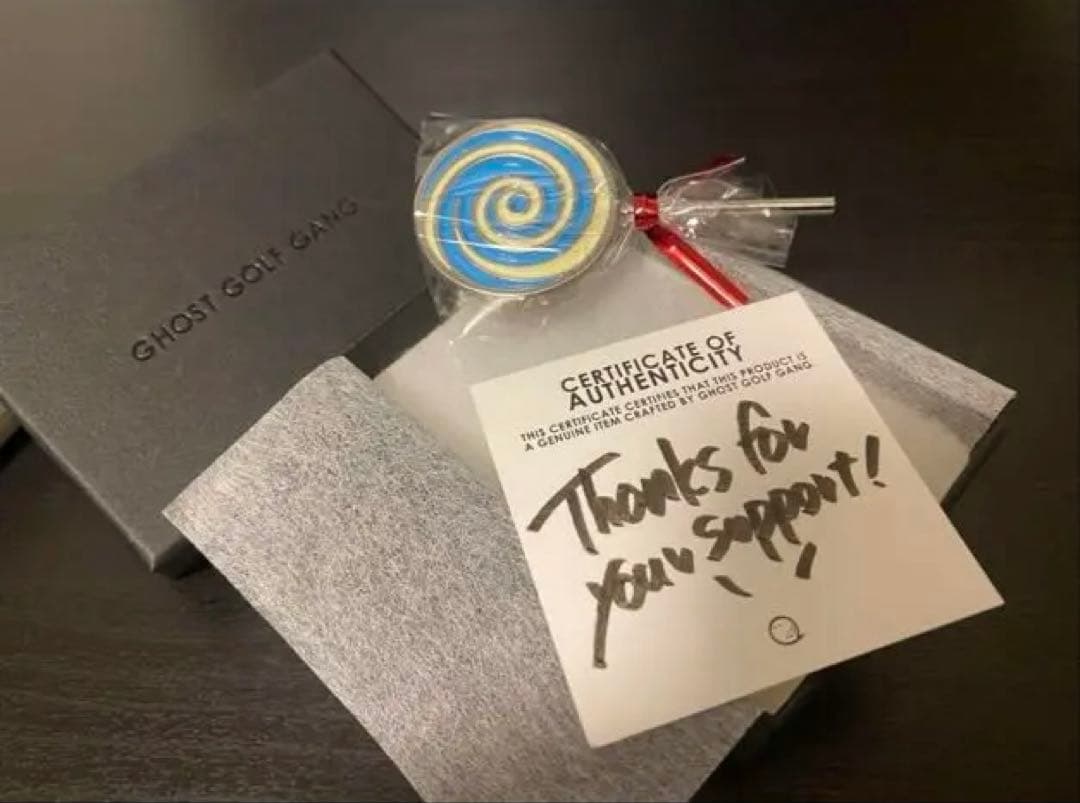 GHOST GOLF GANG
CERTIFICATE OF
AUTHENTICITY
THIS CERTIFICATE CERTIFIES THAT THIS PRODUCT IS
A GENUINE ITEM CRAFTED BY GHOST GOLF GANG
Thanks for
your support!